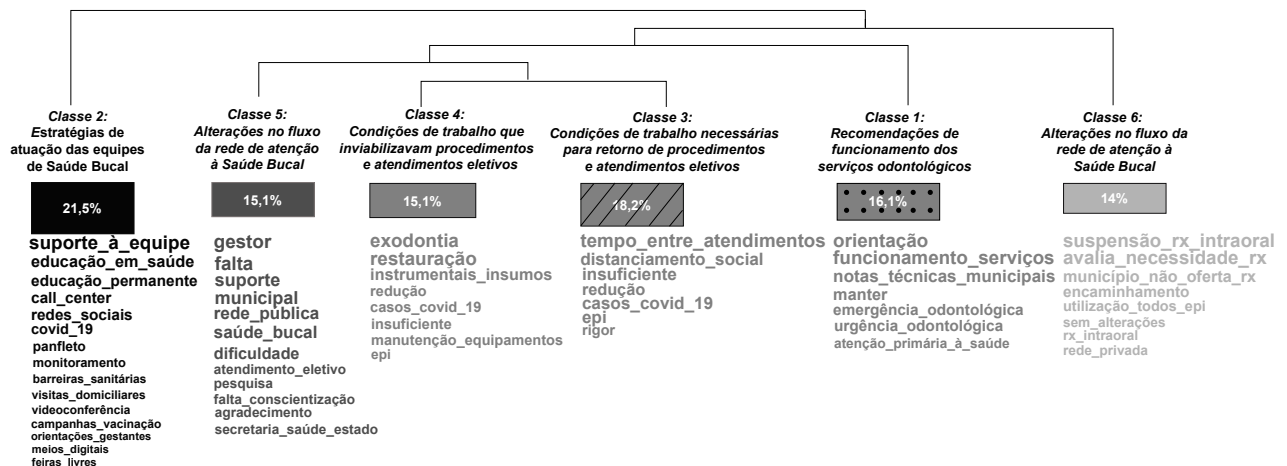 Classe 2:
Estratégias de
atuação das equipes
de Saúde Bucal
21,5%
suporte_à_equipe
educação_em_saúde
educação_permanente
call_center
redes_sociais
covid_19
panfleto
monitoramento
barreiras_sanitárias
visitas_domiciliares
videoconferência
campanhas_vacinação
orientações_gestantes
meios_digitais
feiras_livres
Classe 5:
Alterações no fluxo
da rede de atenção
à Saúde Bucal
15,1%
gestor
falta
suporte
municipal
rede_pública
saúde_bucal
dificuldade
atendimento_eletivo
pesquisa
falta_conscientização
agradecimento
secretaria_saúde_estado
Classe 4:
Condições de trabalho que
inviabilizavam procedimentos
e atendimentos eletivos
15,1%
exodontia
restauração
instrumentais_insumos
redução
casos_covid_19
insuficiente
manutenção_equipamentos
epi
Classe 3:
Condições de trabalho necessárias
para retorno de procedimentos
e atendimentos eletivos
18,2%
tempo_entre_atendimentos
distanciamento_social
insuficiente
redução
casos_covid_19
epi
rigor
Classe 1:
Recomendações de
funcionamento dos
serviços odontológicos
16,1%
orientação
funcionamento_serviços
notas_técnicas_municipais
manter
emergência_odontológica
urgência_odontológica
atenção_primária_à_saúde
Classe 6:
Alterações no fluxo da
rede de atenção à
Saúde Bucal
14%
suspensão_rx_intraoral
avalia_necessidade_rx
município_não_oferta_rx
encaminhamento
utilização_todos_epi
sem_alterações
rx_intraoral
rede_privada